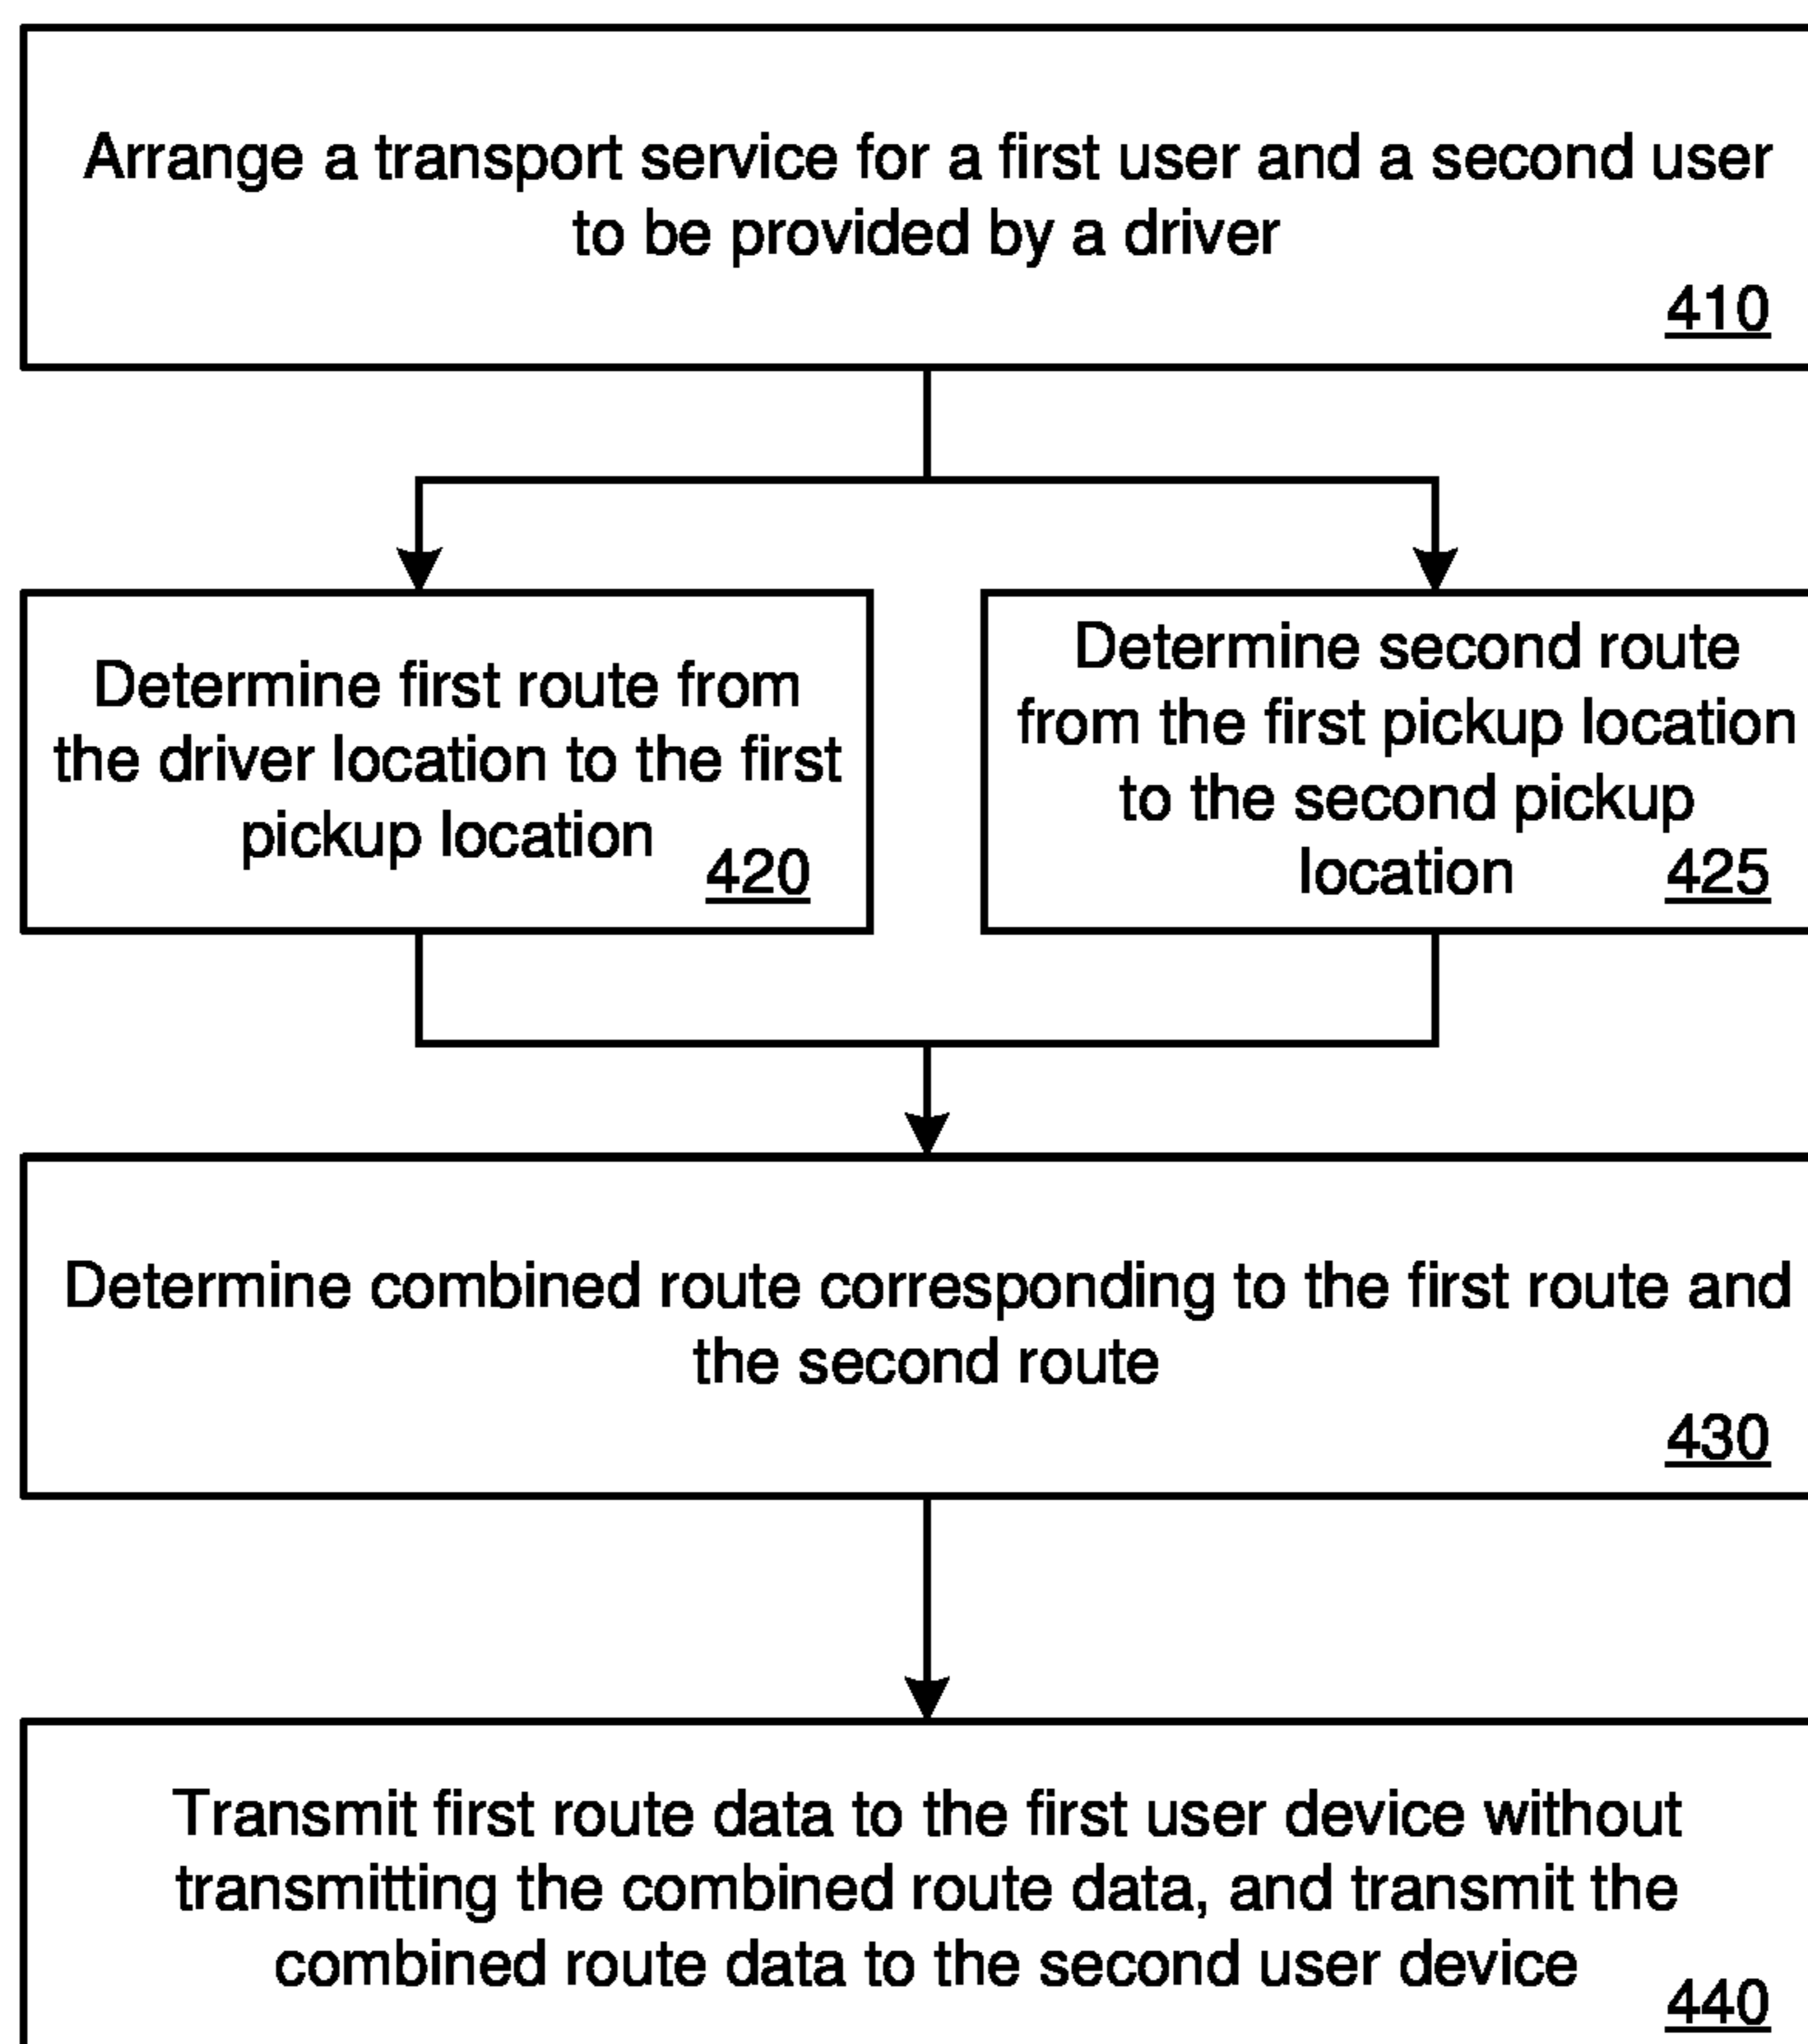 Arrange a transport service for a first user and a second user
to be provided by a driver
410
Determine first route from
the driver location to the first
pickup location
420
Determine second route
from the first pickup location
to the second pickup
location
425
Determine combined route corresponding to the first route and
the second route
430
Transmit first route data to the first user device without
transmitting the combined route data, and transmit the
combined route data to the second user device
440